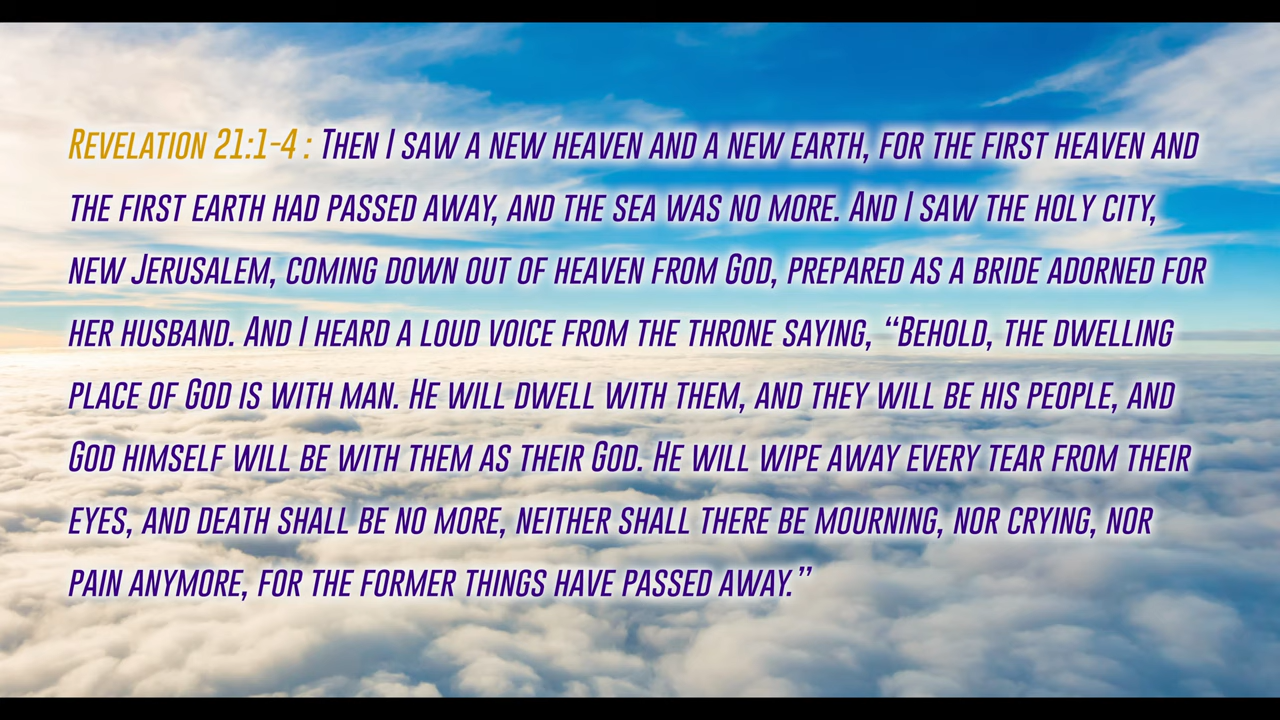 Revelation 21:1-4 : Then I saw a new heaven and a new earth, for the first heaven and
the first earth had passed away, and the sea was no more. And I saw the holy city,
new Jerusalem, coming down out of heaven from God, prepared as a bride adorned for
her husband. And I heard a loud voice from the throne saying, “Behold, the dwelling
place of God is with man. He will dwell with them, and they will be his people, and
God himself will be with them as their God. He will wipe away every tear from their
eyes, and death shall be no more, neither shall there be mourning, nor crying, nor
pain anymore, for the former things have passed away.”